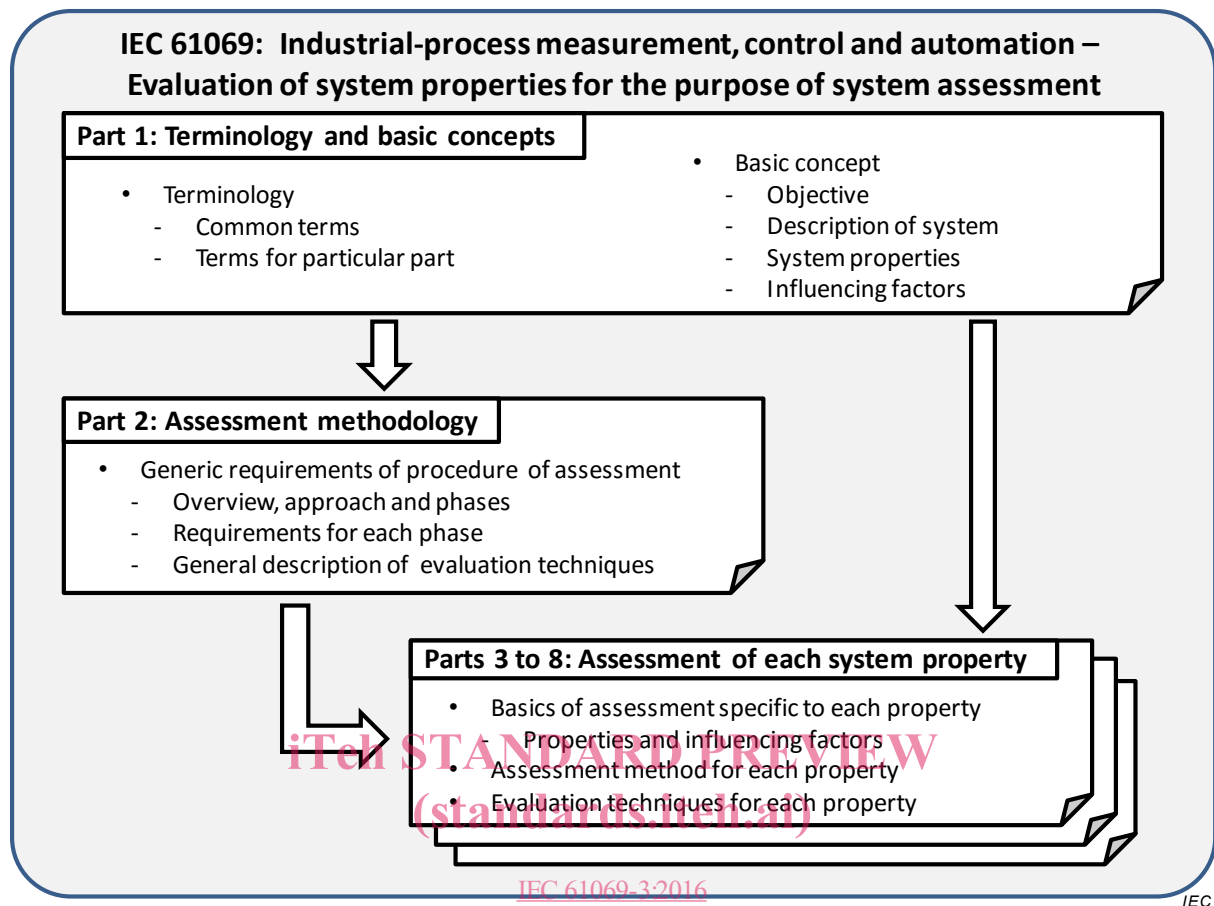 IEC 61069: Industrial-process measurement, control and automation –
Evaluation of system properties for the purpose of system assessment
Part 1: Terminology and basic concepts
• Terminology
- Common terms
- Terms for particular part
• Basic concept
- Objective
- Description of system
- System properties
- Influencing factors
Part 2: Assessment methodology
• Generic requirements of procedure of assessment
- Overview, approach and phases
- Requirements for each phase
- General description of evaluation techniques
Parts 3 to 8: Assessment of each system property
• Basics of assessment specific to each property
- Properties and influencing factors
iTeh STANDARD PREVIEW
• Assessment method for each property
• Evaluation techniques for each property
(standards.iteh.ai)
IEC 61069-3:2016
IEC